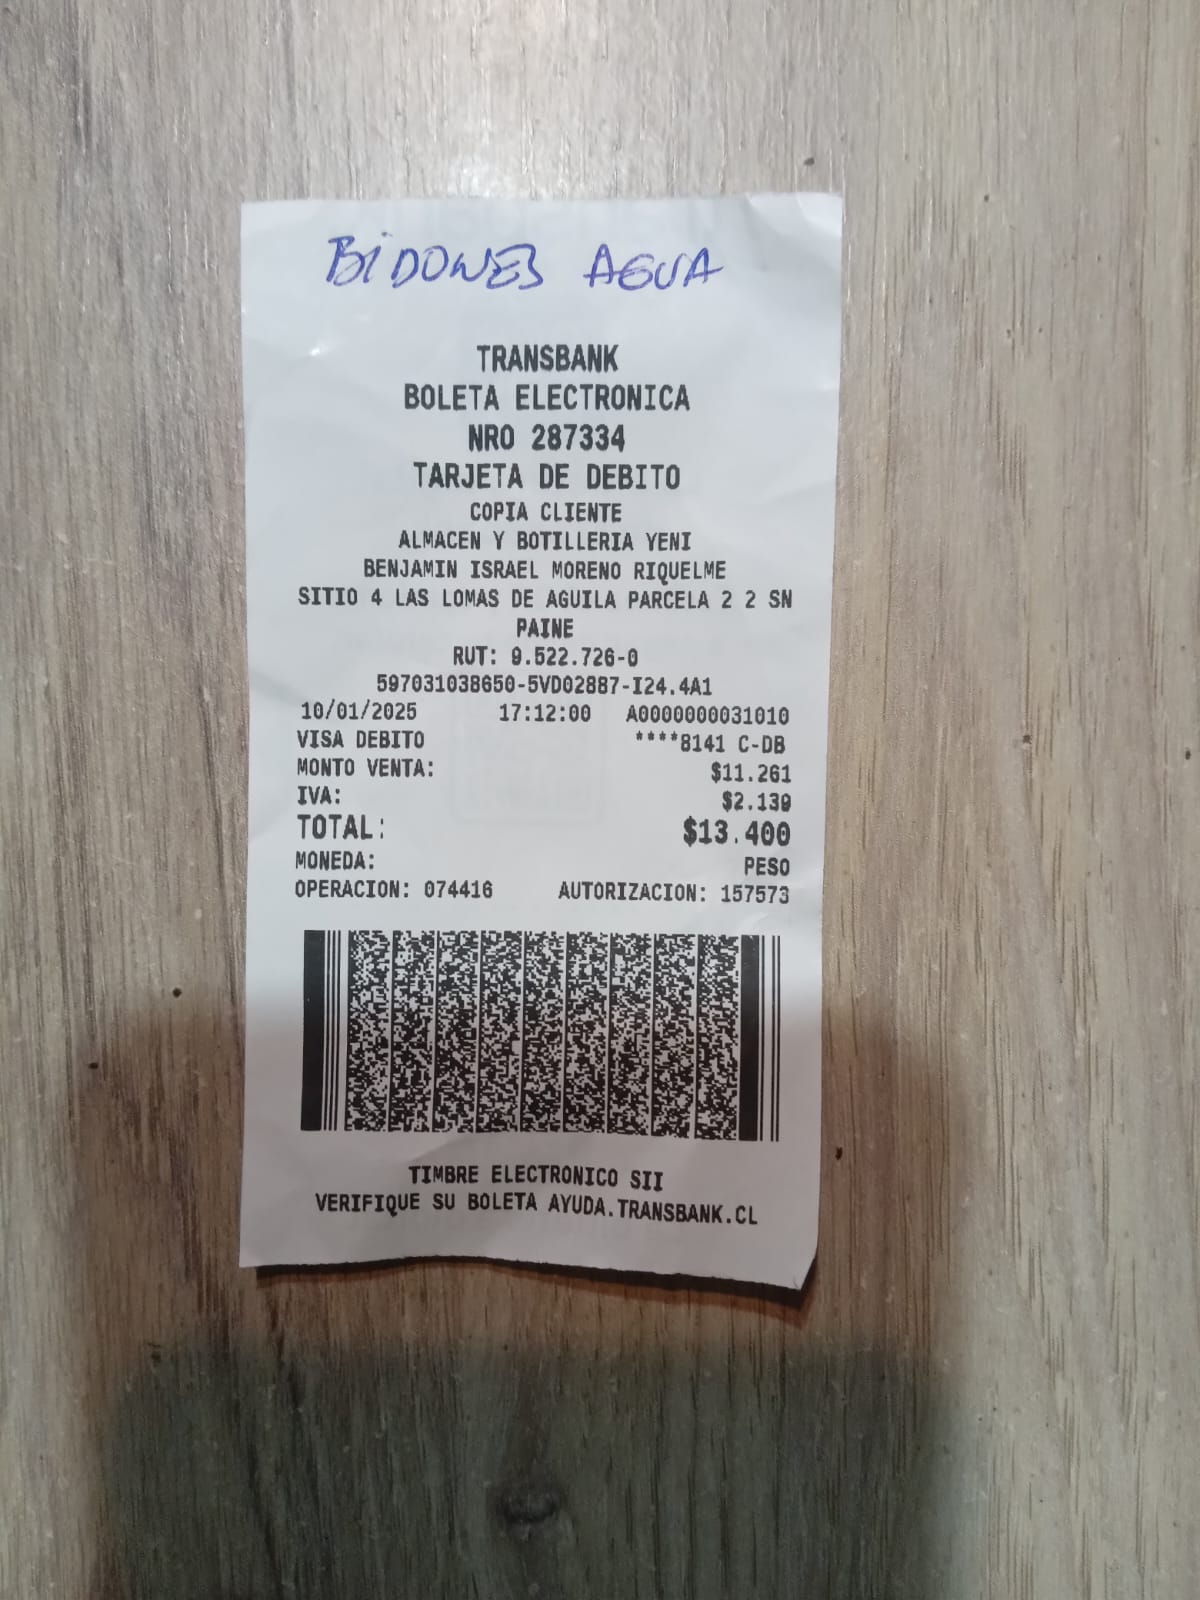 BIDONES AGUA
TRANSBANK
BOLETA ELECTRONICA
NRO 287334
TARJETA DE DEBITO
COPIA CLIENTE
ALMACEN Y BOTILLERIA YENI
BENJAMIN ISRAEL MORENO RIQUELME
SITIO 4 LAS LOMAS DE AGUILA PARCELA 2 2 SN
PAINE
RUT: 9.522.726-0
597031038650-5VD02887-I24.4A1
10/01/2025 17:12:00 A0000000031010
VISA DEBITO ****8141 C-DB
MONTO VENTA: $11.261
IVA: $2.139
TOTAL: $13.400
MONEDA: PESO
OPERACION: 074416 AUTORIZACION: 157573
TIMBRE ELECTRONICO SII
VERIFIQUE SU BOLETA AYUDA.TRANSBANK.CL